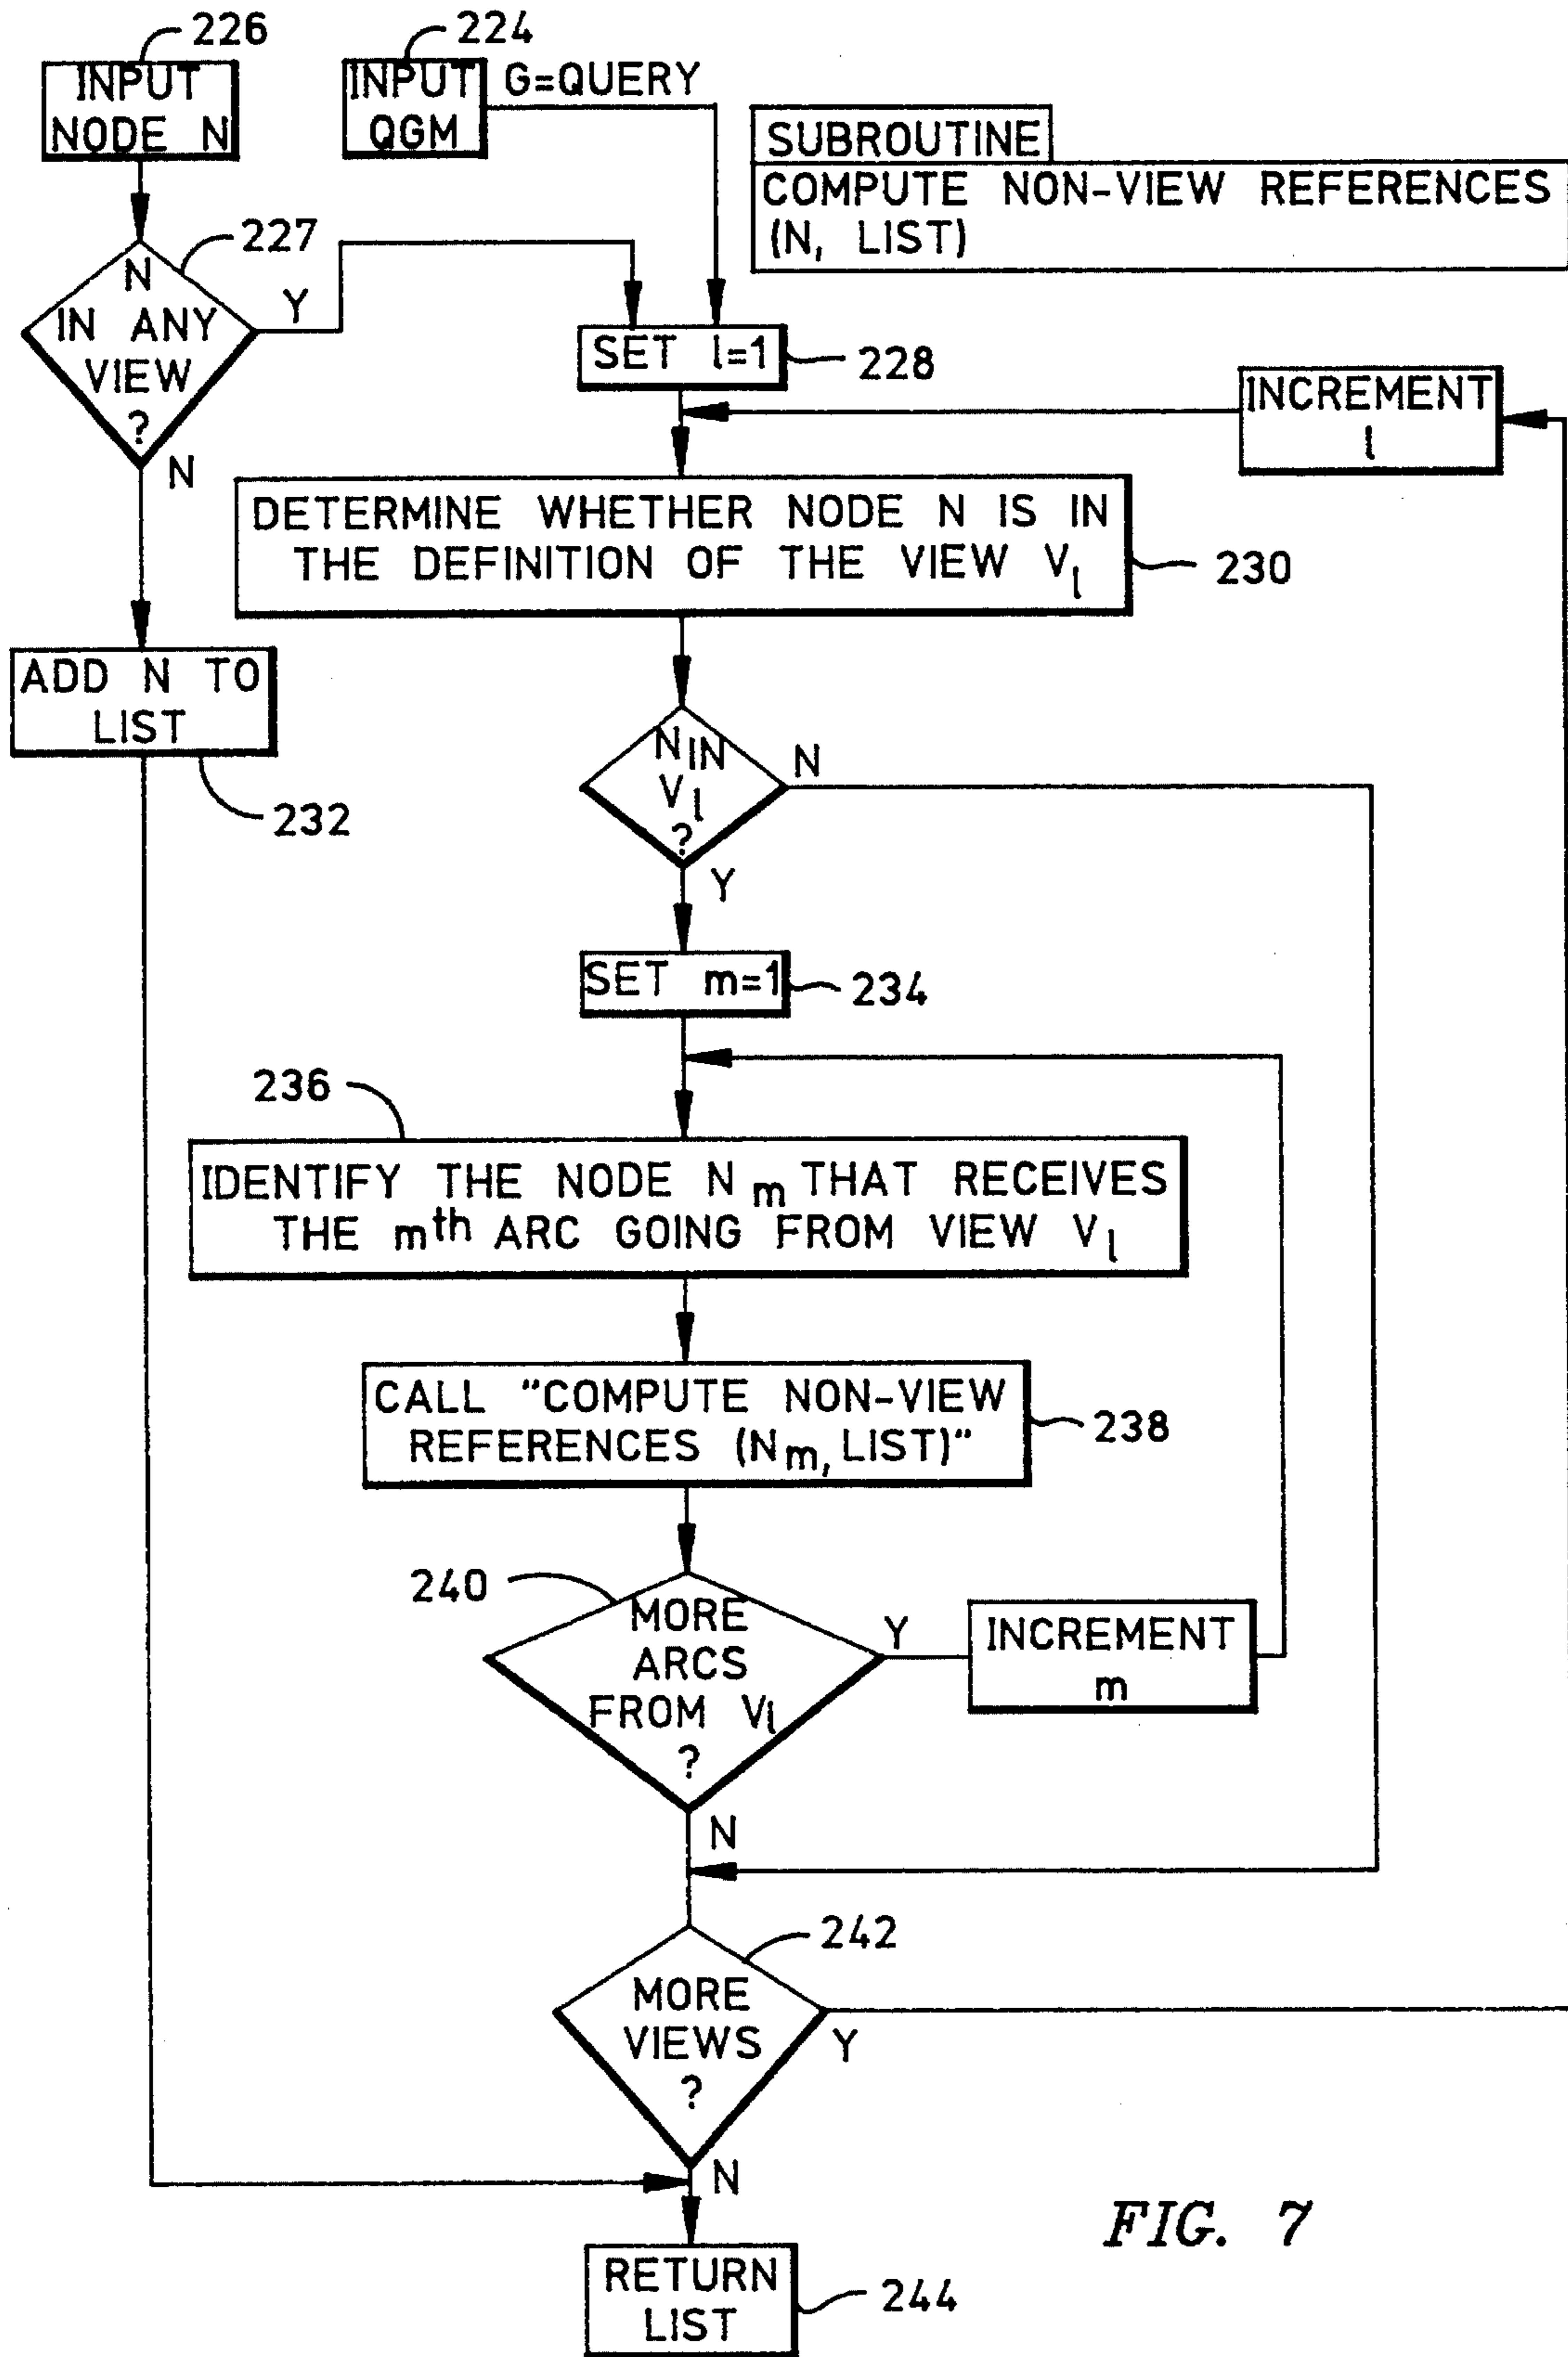 226
INPUT
NODE N
224
INPUT
QGM
G=QUERY
SUBROUTINE
COMPUTE NON-VIEW REFERENCES
(N, LIST)
227
N
IN ANY
VIEW
?
Y
N
SET l=1
228
INCREMENT
l
DETERMINE WHETHER NODE N IS IN
THE DEFINITION OF THE VIEW Vl
230
ADD N TO
LIST
232
N IN
Vl
?
N
Y
SET m=1
234
236
IDENTIFY THE NODE Nm THAT RECEIVES
THE mth ARC GOING FROM VIEW Vl
CALL "COMPUTE NON-VIEW
REFERENCES (Nm, LIST)"
238
240
MORE
ARCS
FROM Vl
?
Y
INCREMENT
m
N
242
MORE
VIEWS
?
Y
N
RETURN
LIST
244
FIG. 7